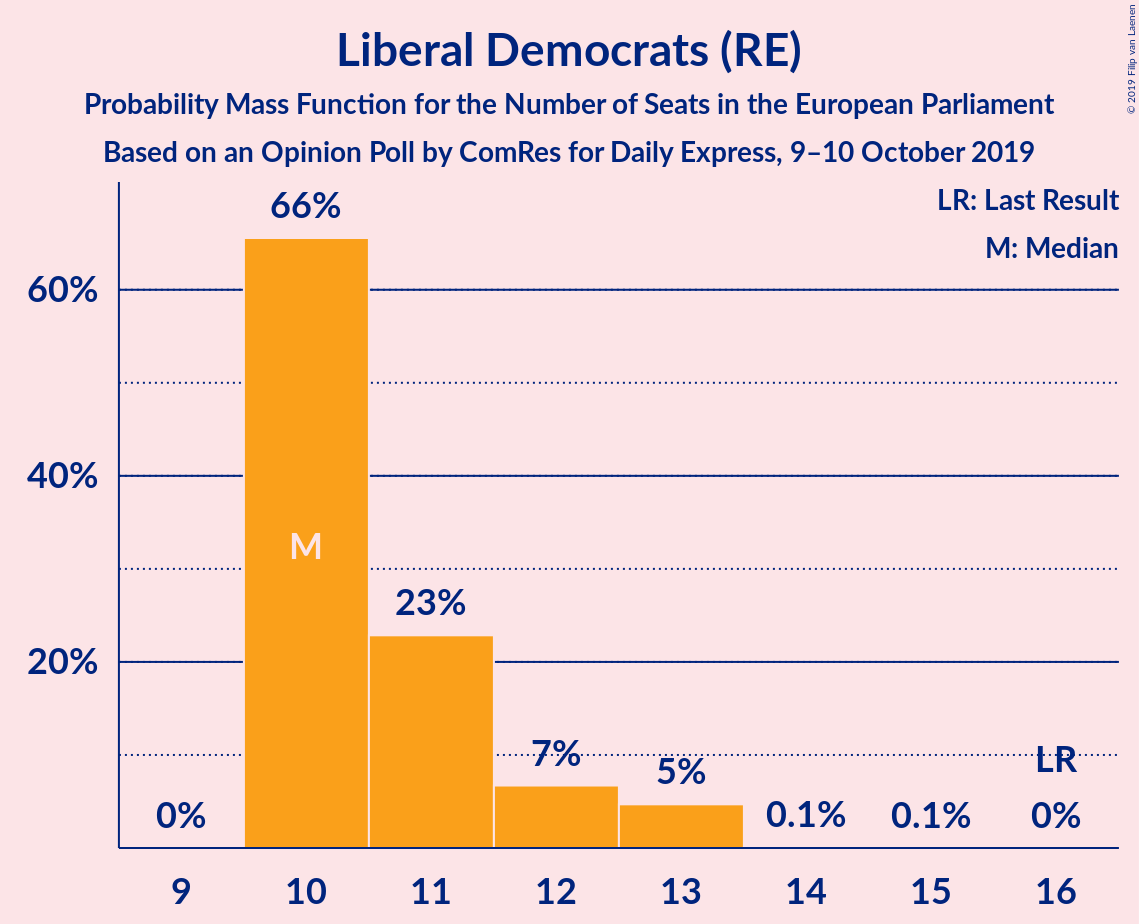 Liberal Democrats (RE)
Probability Mass Function for the Number of Seats in the European Parliament
Based on an Opinion Poll by ComRes for Daily Express, 9–10 October 2019
© 2019 Filip van Laenen
LR: Last Result
M: Median
66%
60%
40%
M
23%
20%
7%
5%
LR
0%
0.1%
0.1%
0%
9
10
11
12
13
14
15
16